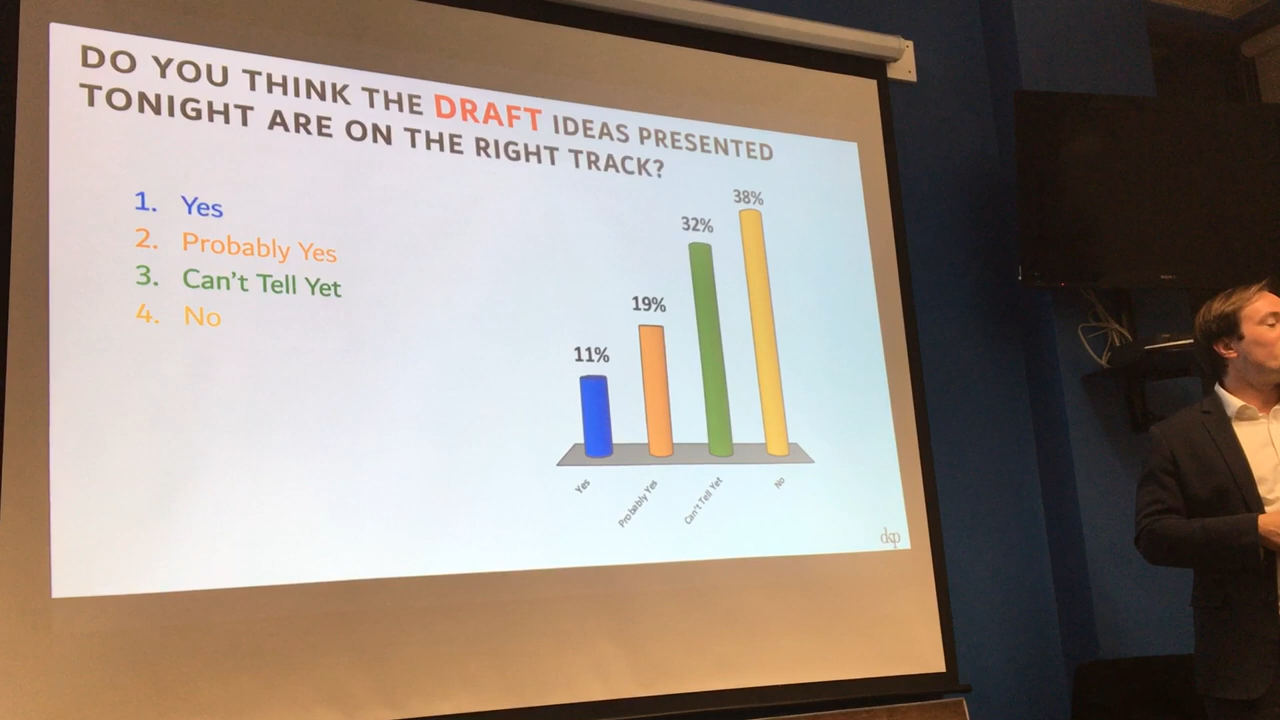 DO YOU THINK THE DRAFT IDEAS PRESENTED
TONIGHT ARE ON THE RIGHT TRACK?
1. Yes
2. Probably Yes
3. Can't Tell Yet
4. No
11%
19%
32%
38%
Yes
Probably Yes
Can't Tell Yet
No
dkp